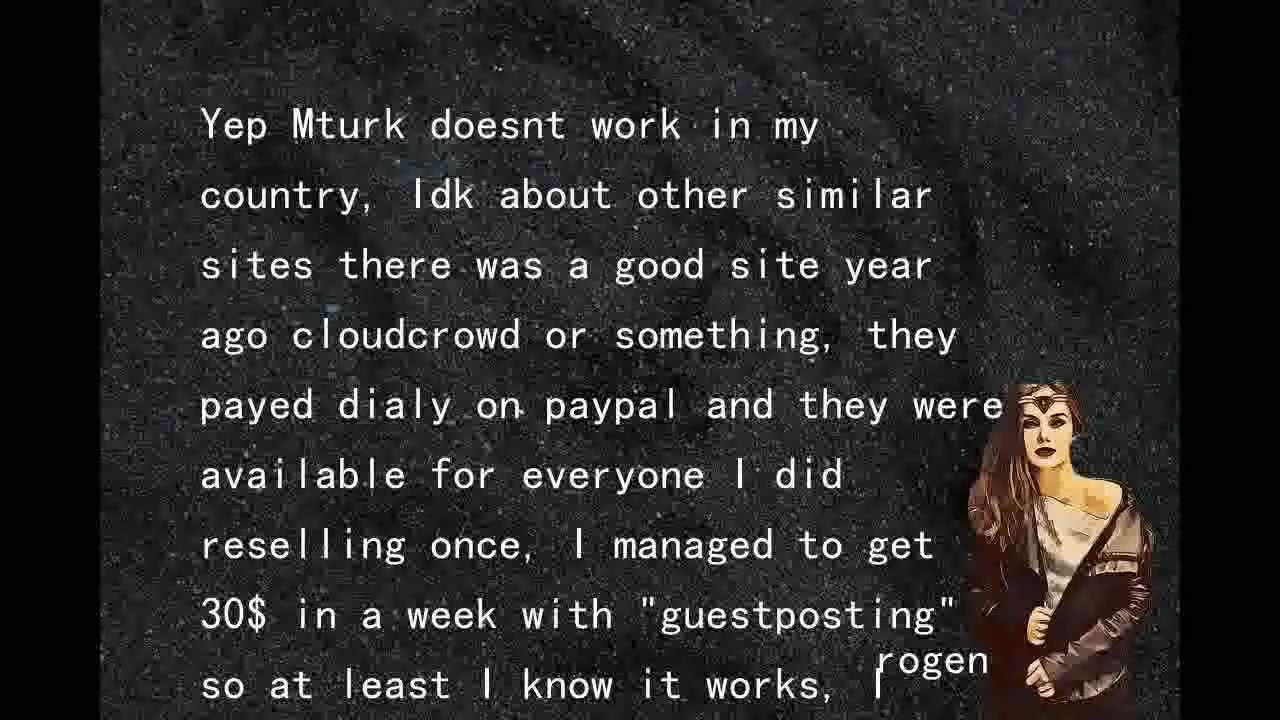 Yep Mturk doesnt work in my
country, Idk about other similar
sites there was a good site year
ago cloudcrowd or something, they
payed dialy on paypal and they were
available for everyone I did
reselling once, I managed to get
30$ in a week with "guestposting"
so at least I know it works, I
rogen